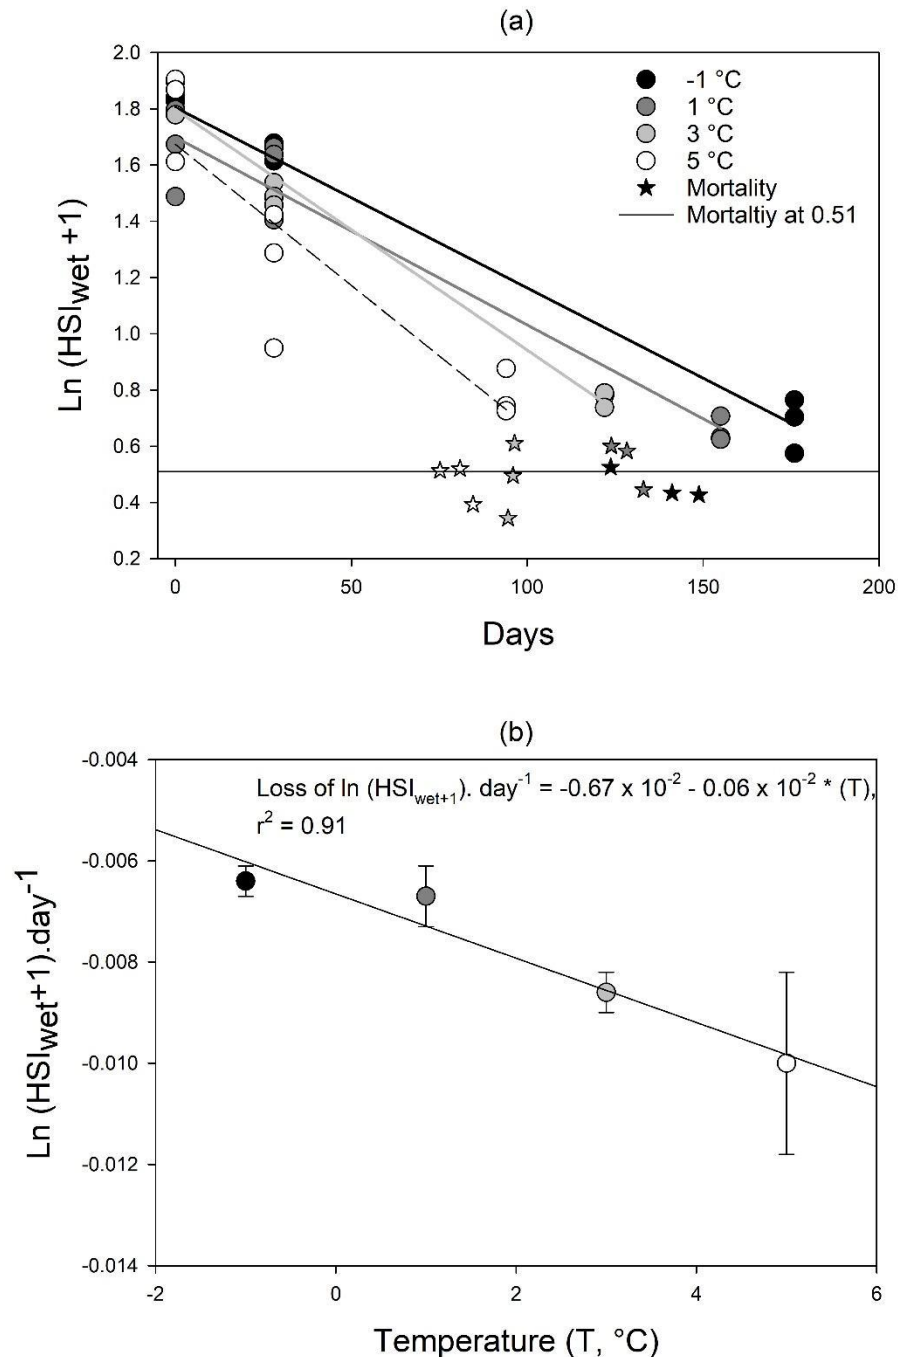 (a)
2.0
1.8
1.6
1.4
1.2
1.0
0.8
0.6
0.4
0.2
Ln (HSIwet +1)
-1 °C
1 °C
3 °C
5 °C
Mortality
Mortaltiy at 0.51
0 50 100 150 200
Days
(b)
-0.004
-0.006
-0.008
-0.010
-0.012
-0.014
Ln (HSIwet+1).day-1
Loss of ln (HSIwet+1). day-1 = -0.67 x 10-2 - 0.06 x 10-2 * (T),
r2 = 0.91
-2 0 2 4 6
Temperature (T, °C)